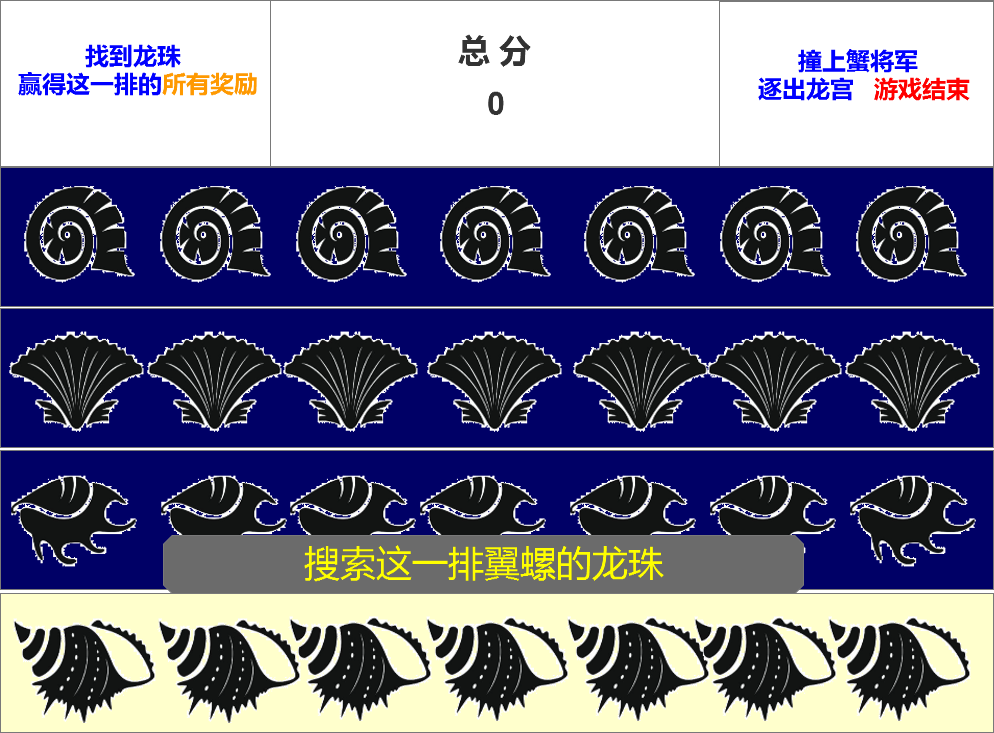 找到龙珠
赢得这一排的所有奖励
总 分
0
撞上蟹将军
逐出龙宫 游戏结束
搜索这一排翼螺的龙珠